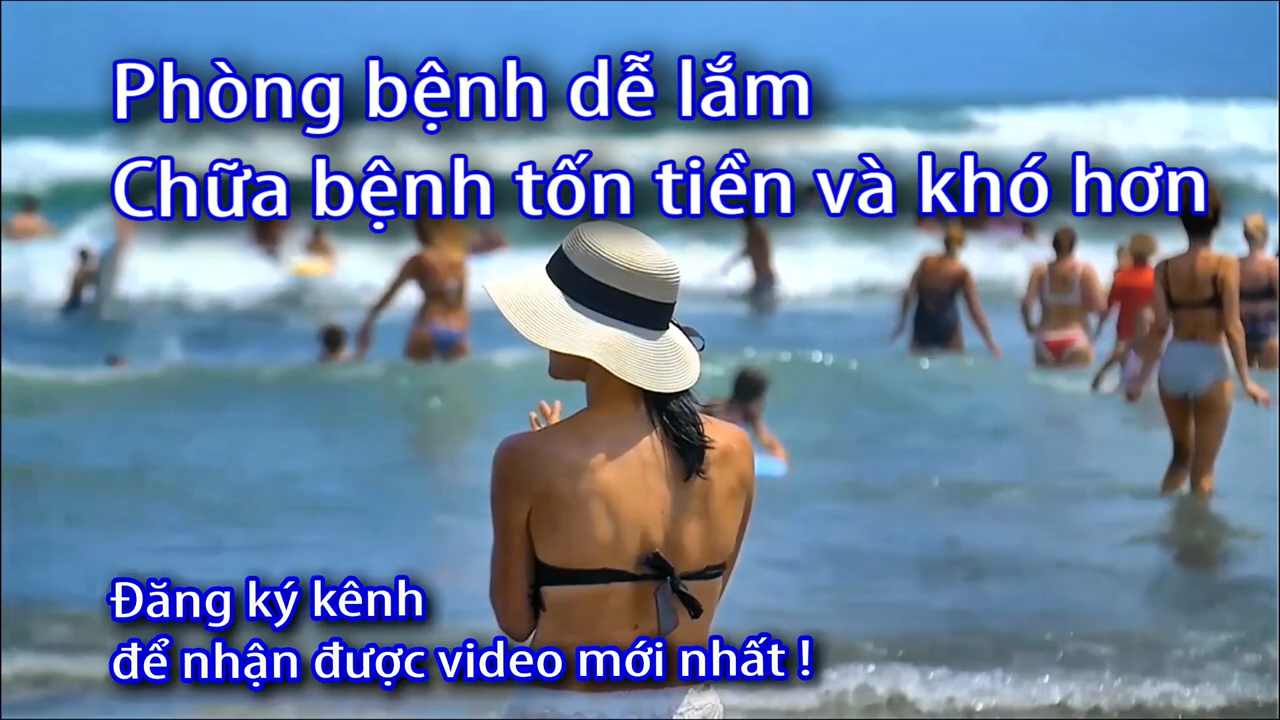 Phòng bệnh dễ lắm
Chữa bệnh tốn tiền và khó hơn
Đăng ký kênh
để nhận được video mới nhất !